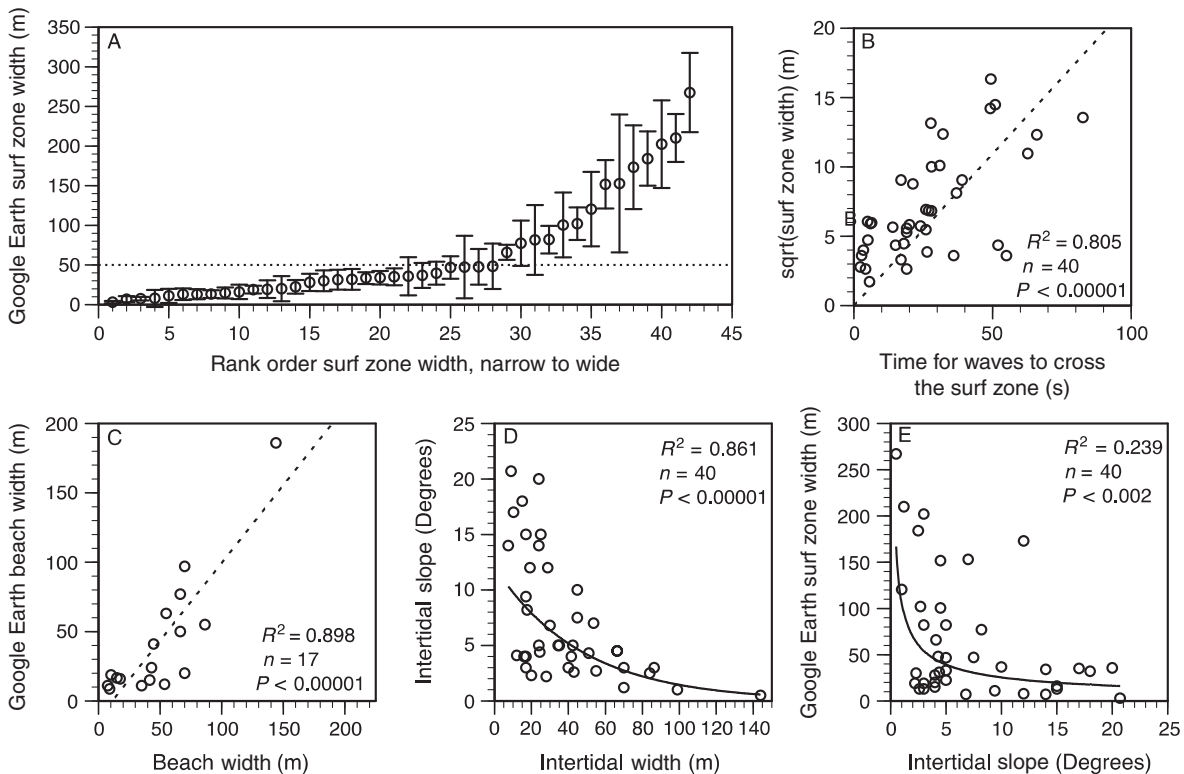 A
Google Earth surf zone width (m)
350
300
250
200
150
100
50
0
0 5 10 15 20 25 30 35 40 45
Rank order surf zone width, narrow to wide
B
sqrt(surf zone width) (m)
20
15
10
5
0
B
R² = 0.805
n = 40
P < 0.00001
0 50 100
Time for waves to cross
the surf zone (s)
C
Google Earth beach width (m)
200
150
100
50
0
R² = 0.898
n = 17
P < 0.00001
0 50 100 150 200
Beach width (m)
D
Intertidal slope (Degrees)
25
20
15
10
5
0
R² = 0.861
n = 40
P < 0.00001
0 20 40 60 80 100 120 140
Intertidal width (m)
E
Google Earth surf zone width (m)
300
250
200
150
100
50
0
R² = 0.239
n = 40
P < 0.002
0 5 10 15 20 25
Intertidal slope (Degrees)